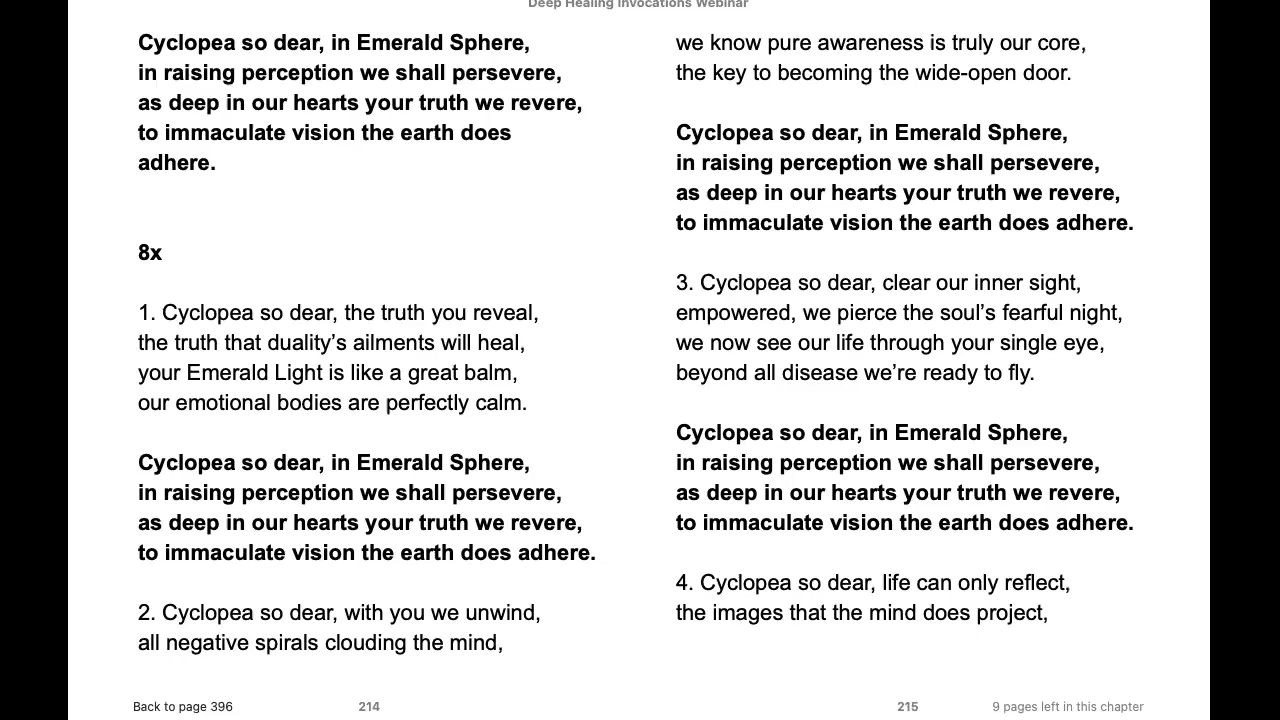 Deep Healing Invocations Webinar
Cyclopea so dear, in Emerald Sphere,
in raising perception we shall persevere,
as deep in our hearts your truth we revere,
to immaculate vision the earth does
adhere.
8x
1. Cyclopea so dear, the truth you reveal,
the truth that duality’s ailments will heal,
your Emerald Light is like a great balm,
our emotional bodies are perfectly calm.
Cyclopea so dear, in Emerald Sphere,
in raising perception we shall persevere,
as deep in our hearts your truth we revere,
to immaculate vision the earth does adhere.
2. Cyclopea so dear, with you we unwind,
all negative spirals clouding the mind,
we know pure awareness is truly our core,
the key to becoming the wide-open door.
Cyclopea so dear, in Emerald Sphere,
in raising perception we shall persevere,
as deep in our hearts your truth we revere,
to immaculate vision the earth does adhere.
3. Cyclopea so dear, clear our inner sight,
empowered, we pierce the soul’s fearful night,
we now see our life through your single eye,
beyond all disease we’re ready to fly.
Cyclopea so dear, in Emerald Sphere,
in raising perception we shall persevere,
as deep in our hearts your truth we revere,
to immaculate vision the earth does adhere.
4. Cyclopea so dear, life can only reflect,
the images that the mind does project,
Back to page 396
214
215
9 pages left in this chapter